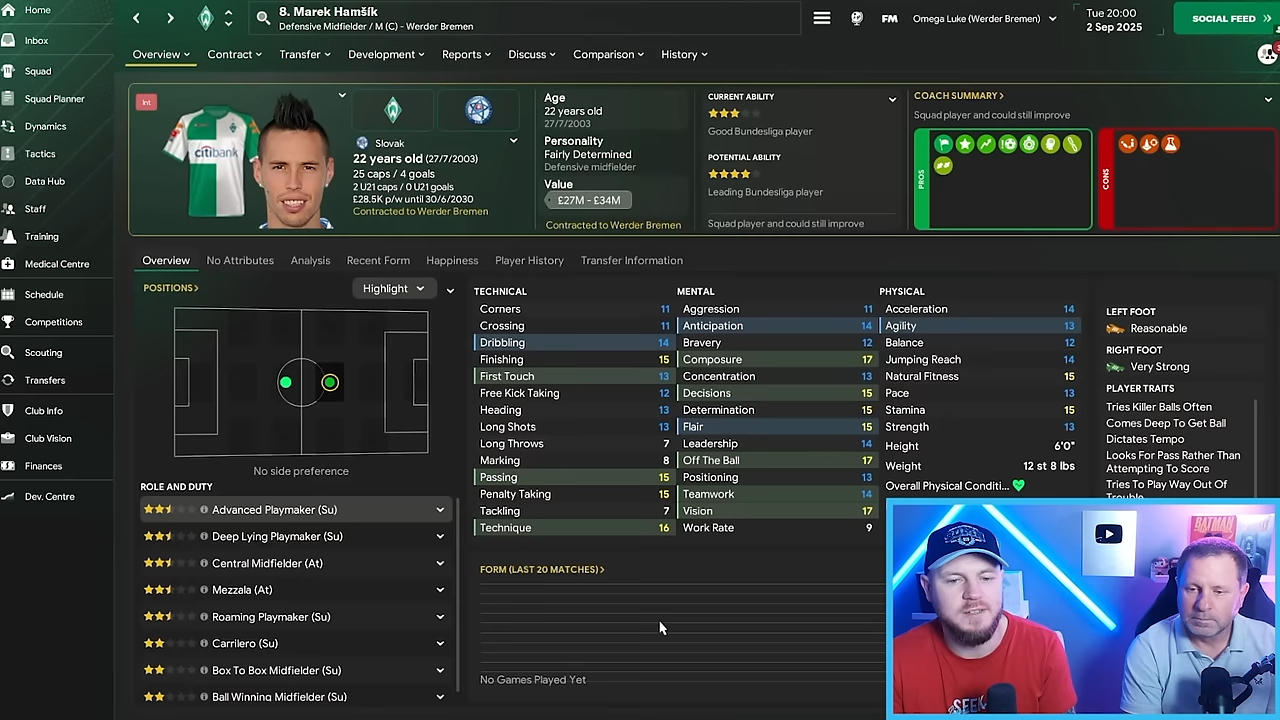 Home
Inbox
Squad
Squad Planner
Dynamics
Tactics
Data Hub
Staff
Training
Medical Centre
Schedule
Competitions
Scouting
Transfers
Club Info
Club Vision
Finances
Dev. Centre
8. Marek Hamšík
Defensive Midfielder / M (C) - Werder Bremen
FM
Omega Luke (Werder Bremen)
Tue 20:00
2 Sep 2025
SOCIAL FEED
Overview
Contract
Transfer
Development
Reports
Discuss
Comparison
History
Int
citibank
Slovak
22 years old (27/7/2003)
25 caps / 4 goals
2 U21 caps / 0 U21 goals
£28.5K p/w until 30/6/2030
Contracted to Werder Bremen
Age
22 years old
27/7/2003
Personality
Fairly Determined
Defensive midfielder
Value
£27M - £34M
Contracted to Werder Bremen
CURRENT ABILITY
Good Bundesliga player
POTENTIAL ABILITY
Leading Bundesliga player
Squad player and could still improve
COACH SUMMARY >
Squad player and could still improve
PROS
CONS
Overview
No Attributes
Analysis
Recent Form
Happiness
Player History
Transfer Information
POSITIONS >
Highlight
No side preference
ROLE AND DUTY
Advanced Playmaker (Su)
Deep Lying Playmaker (Su)
Central Midfielder (At)
Mezzala (At)
Roaming Playmaker (Su)
Carrilero (Su)
Box To Box Midfielder (Su)
Ball Winning Midfielder (Su)
TECHNICAL
Corners 11
Crossing 11
Dribbling 14
Finishing 15
First Touch 13
Free Kick Taking 12
Heading 13
Long Shots 13
Long Throws 7
Marking 8
Passing 15
Penalty Taking 15
Tackling 7
Technique 16
MENTAL
Aggression 11
Anticipation 14
Bravery 12
Composure 17
Concentration 13
Decisions 15
Determination 15
Flair 15
Leadership 14
Off The Ball 17
Positioning 13
Teamwork 14
Vision 17
Work Rate 9
PHYSICAL
Acceleration 14
Agility 13
Balance 12
Jumping Reach 14
Natural Fitness 15
Pace 13
Stamina 15
Strength 13
Height 6'0"
Weight 12 st 8 lbs
Overall Physical Conditi...
LEFT FOOT
Reasonable
RIGHT FOOT
Very Strong
PLAYER TRAITS
Tries Killer Balls Often
Comes Deep To Get Ball
Dictates Tempo
Looks For Pass Rather Than
Attempting To Score
Tries To Play Way Out Of
Trouble
FORM (LAST 20 MATCHES) >
No Games Played Yet
BATMAN
SEEK